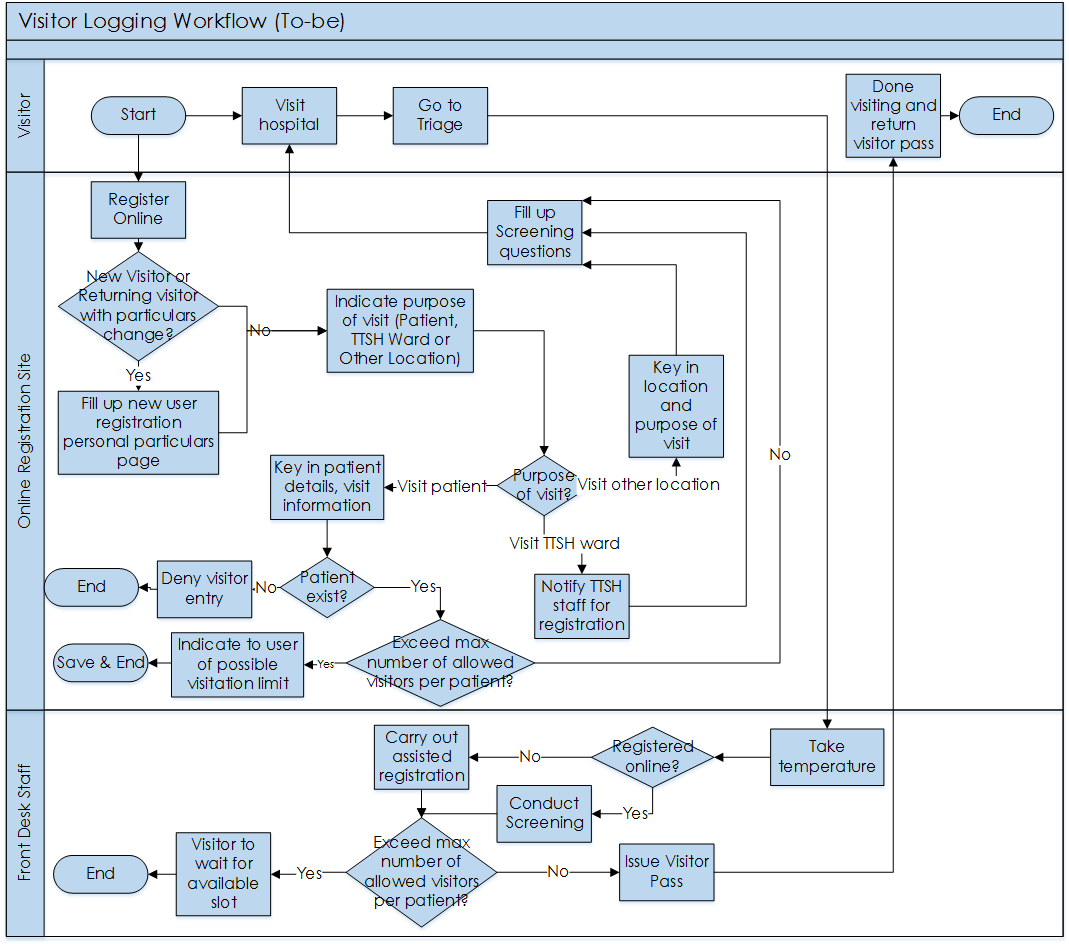 Visitor Logging Workflow (To-be)
Visitor
Start
Visit
hospital
Go to
Triage
Done
visiting and
return
visitor pass
End
Online Registration Site
Register
Online
New Visitor or
Returning visitor
with particulars
change?
No
Yes
Fill up new user
registration
personal particulars
page
Indicate purpose
of visit (Patient,
TTSH Ward or
Other Location)
Fill up
Screening
questions
Key in
location
and
purpose of
visit
No
Purpose
of visit?
Visit patient
Visit other location
Visit TTSH ward
Key in patient
details, visit
information
Notify TTSH
staff for
registration
Patient
exist?
No
Yes
Deny visitor
entry
End
Exceed max
number of allowed
visitors per patient?
Yes
Indicate to user
of possible
visitation limit
Save & End
Front Desk Staff
Take
temperature
Registered
online?
No
Yes
Carry out
assisted
registration
Conduct
Screening
Exceed max
number of
allowed visitors
per patient?
Yes
No
Visitor to
wait for
available
slot
End
Issue Visitor
Pass